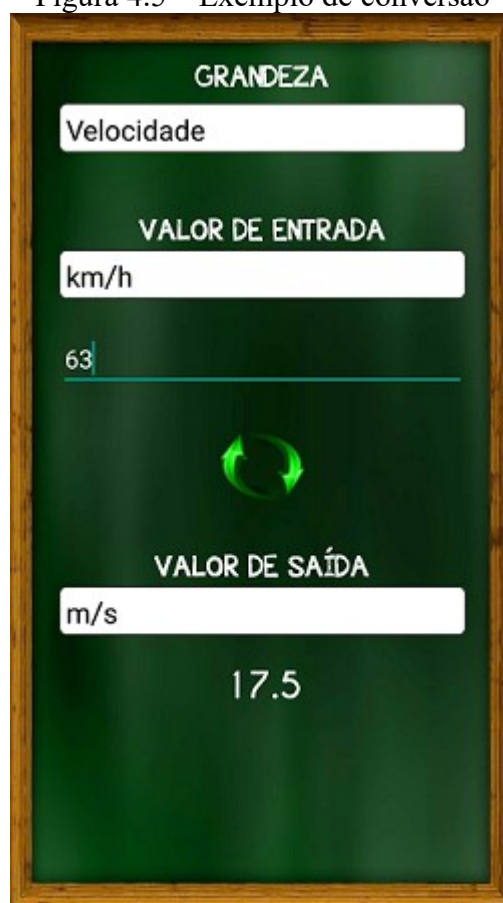 Figura 4.5 – Exemplo de conversão
GRANDEZA
Velocidade
VALOR DE ENTRADA
km/h
63
VALOR DE SAÍDA
m/s
17.5